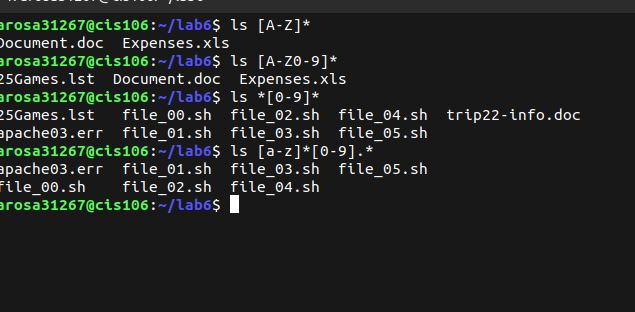 arosa31267@cis106:~/lab6$ ls [A-Z]*
Document.doc  Expenses.xls
arosa31267@cis106:~/lab6$ ls [A-Z0-9]*
25Games.lst  Document.doc  Expenses.xls
arosa31267@cis106:~/lab6$ ls *[0-9]*
25Games.lst   file_00.sh  file_02.sh  file_04.sh  trip22-info.doc
apache03.err  file_01.sh  file_03.sh  file_05.sh
arosa31267@cis106:~/lab6$ ls [a-z]*[0-9].*
apache03.err  file_01.sh  file_03.sh  file_05.sh
file_00.sh    file_02.sh  file_04.sh
arosa31267@cis106:~/lab6$